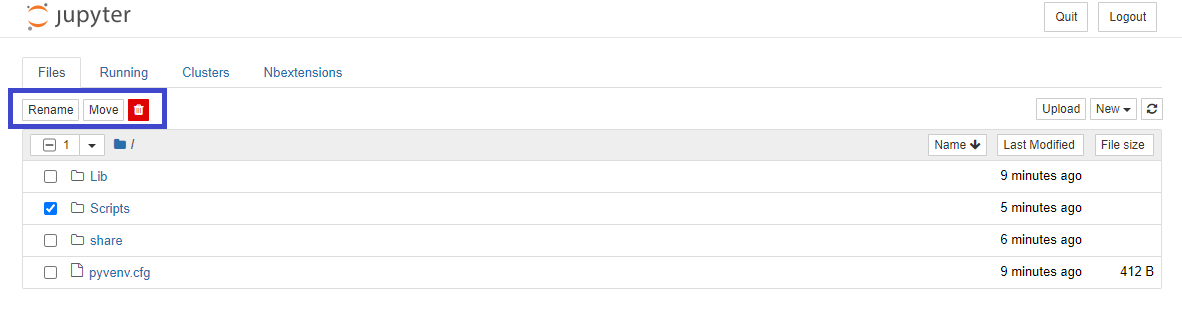 jupyter Quit Logout
Files Running Clusters Nbextensions
Rename Move Upload New
1 / Name Last Modified File size
Lib 9 minutes ago
Scripts 5 minutes ago
share 6 minutes ago
pyvenv.cfg 9 minutes ago 412 B